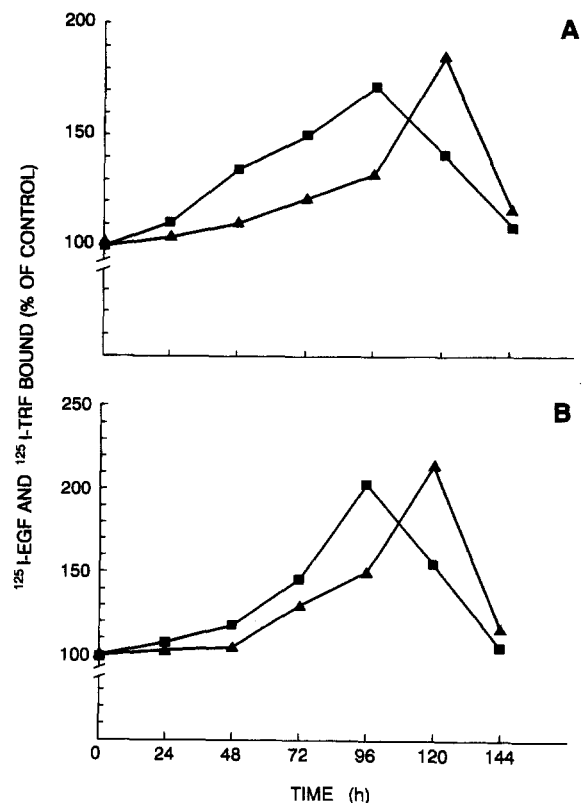 A
200
150
100
B
250
200
150
100
0 24 48 72 96 120 144
TIME (h)
¹²⁵I-EGF AND ¹²⁵I-TRF BOUND (% OF CONTROL)